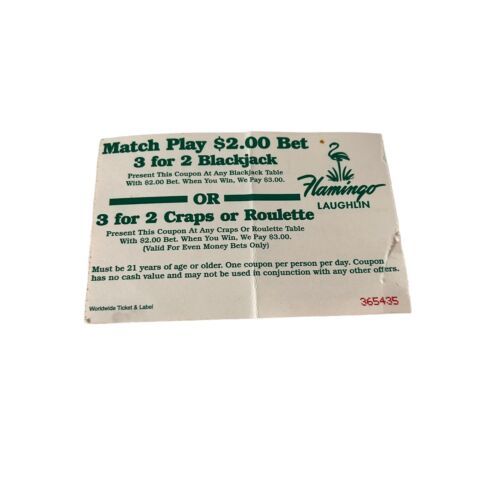 Match Play $2.00 Bet
3 for 2 Blackjack
Present This Coupon At Any Blackjack Table
With $2.00 Bet. When You Win, We Pay $3.00.
OR
Flamingo
LAUGHLIN
3 for 2 Craps or Roulette
Present This Coupon At Any Craps Or Roulette Table
With $2.00 Bet. When You Win, We Pay $3.00.
(Valid For Even Money Bets Only)
Must be 21 years of age or older. One coupon per person per day. Coupon
has no cash value and may not be used in conjunction with any other offers.
Worldwide Ticket & Label
365435